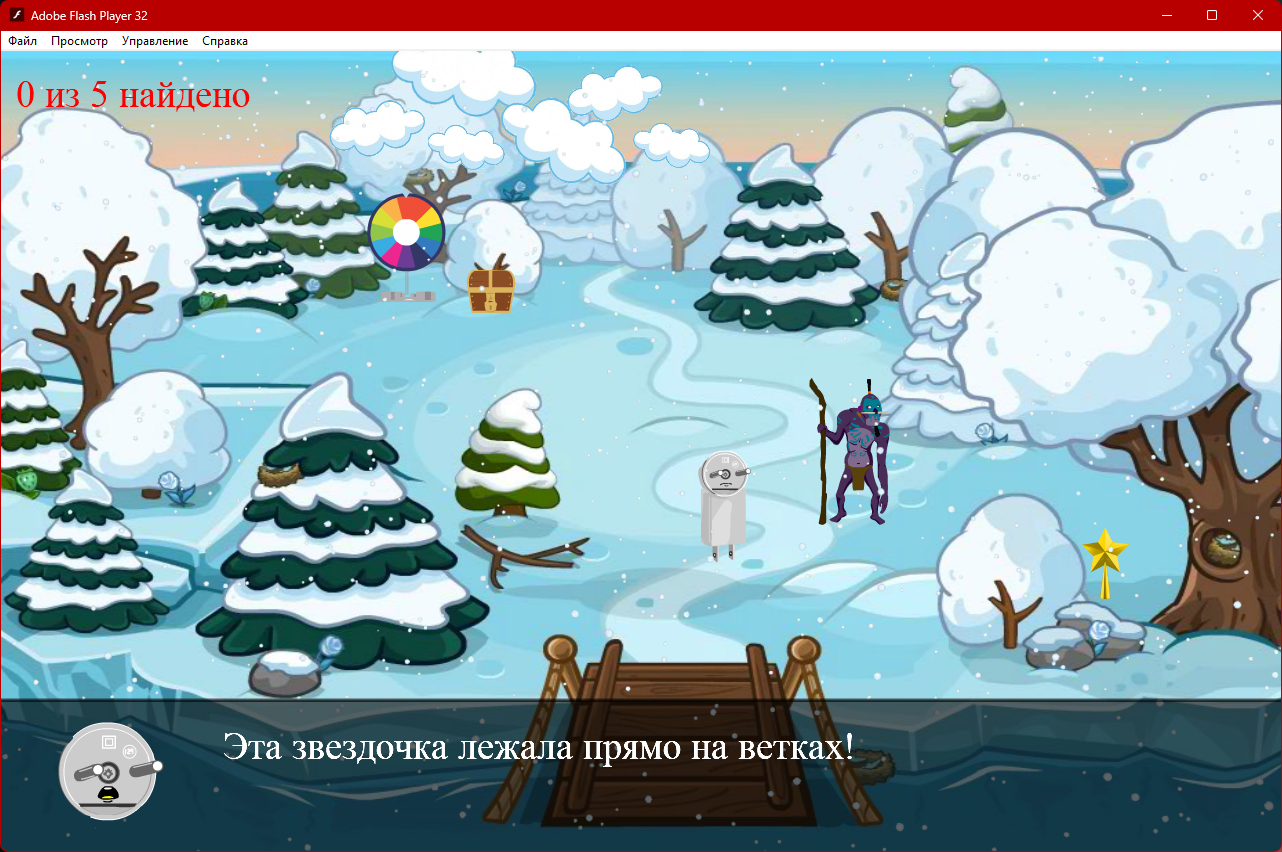 Adobe Flash Player 32
Файл Просмотр Управление Справка
0 из 5 найдено
Эта звездочка лежала прямо на ветках!